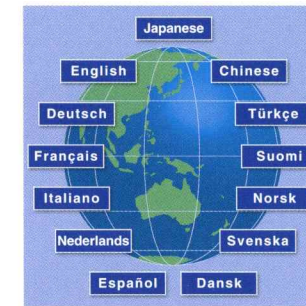 Japanese
English Chinese
Deutsch Türkçe
Français Suomi
Italiano Norsk
Nederlands Svenska
Español Dansk